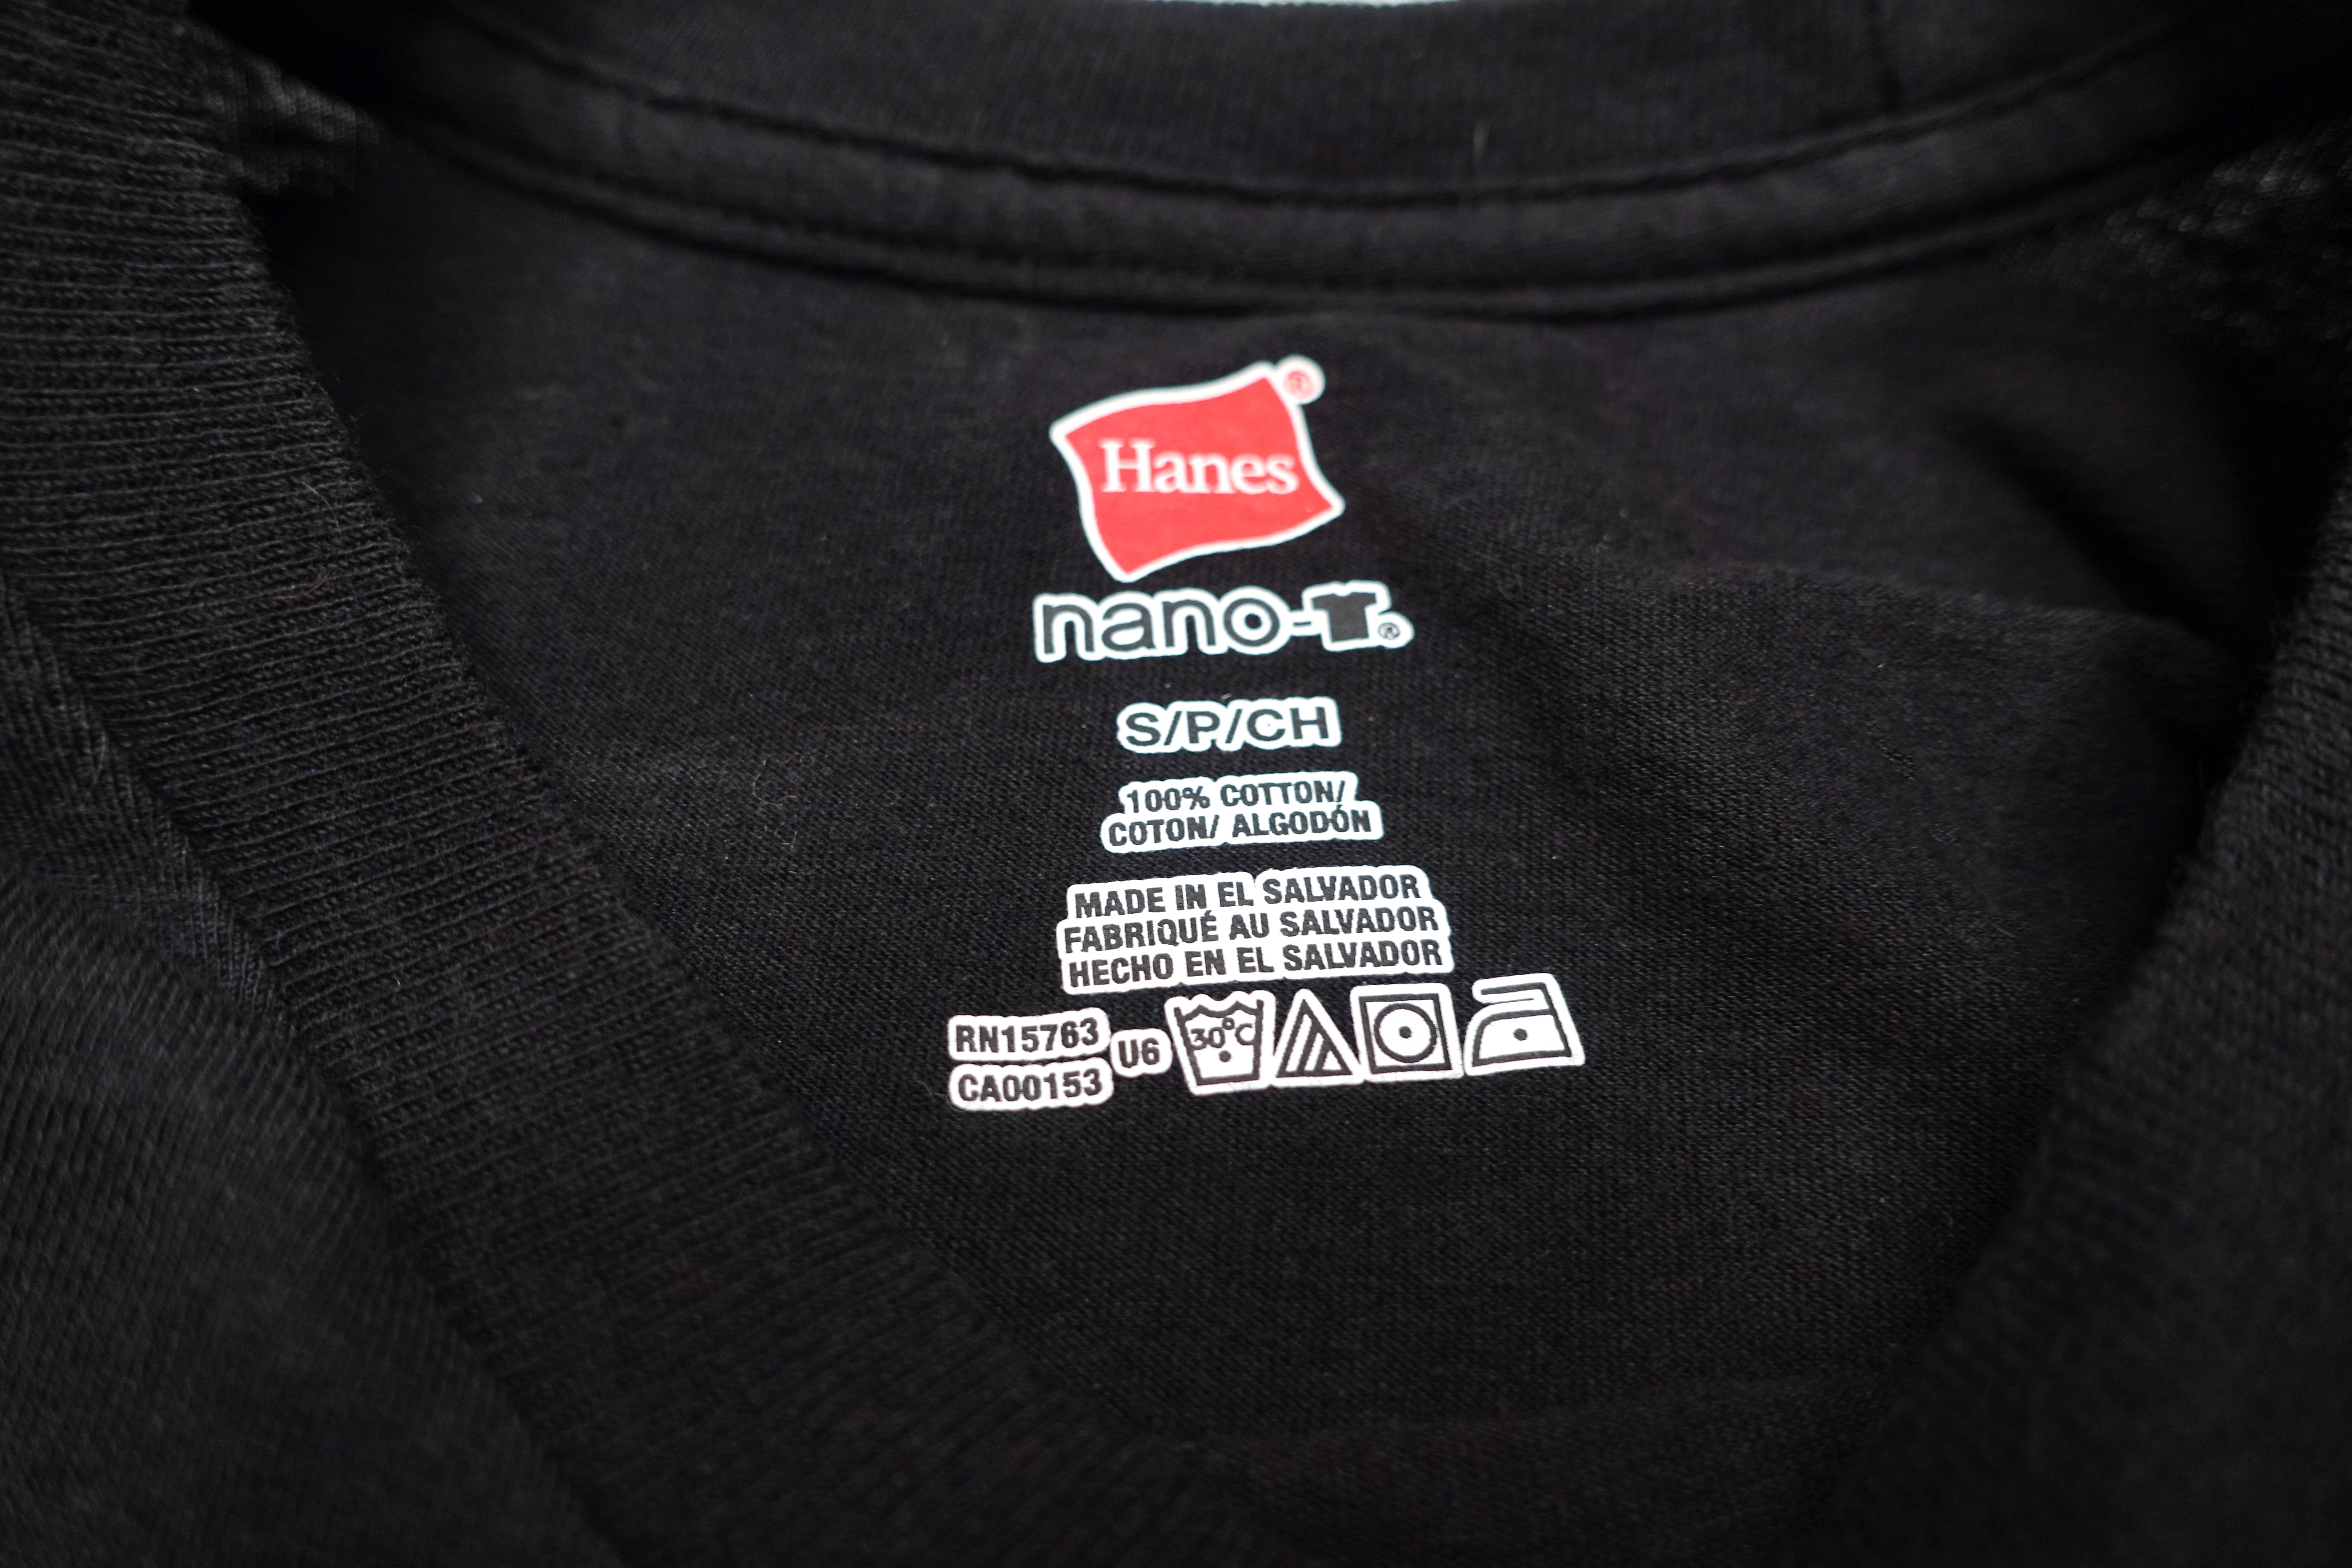 Hanes®
nano-T®
S/P/CH
100% COTTON/
COTON/ ALGODÓN
MADE IN EL SALVADOR
FABRIQUÉ AU SALVADOR
HECHO EN EL SALVADOR
RN15763
CA00153
U6
30°C